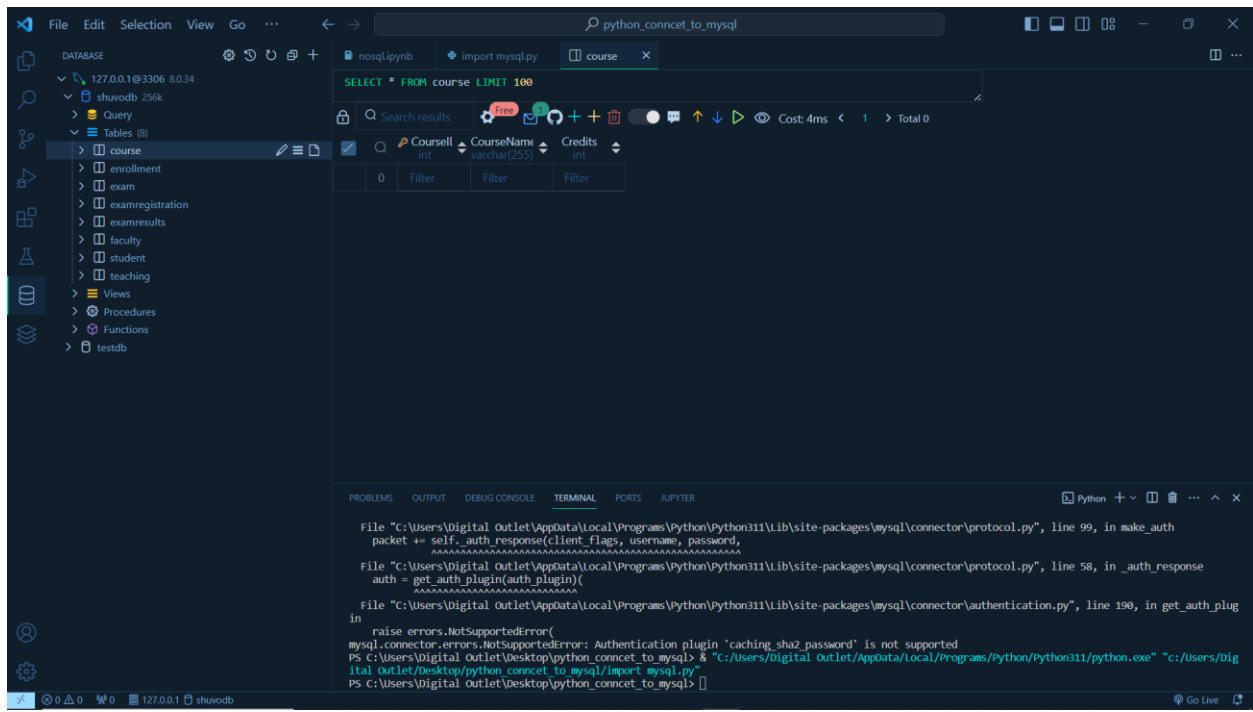 File Edit Selection View Go ··· python_conncet_to_mysql
DATABASE
nosql.ipynb import mysql.py course
127.0.0.1@3306 8.0.34
shuvodb 256k
Query
Tables (8)
course
enrollment
exam
examregistration
examresults
faculty
student
teaching
Views
Procedures
Functions
testdb
SELECT * FROM course LIMIT 100
Search results Free 1 Cost: 4ms 1 Total 0
CourseI CourseName Credits
int varchar(255) int
0 Filter Filter Filter
PROBLEMS OUTPUT DEBUG CONSOLE TERMINAL PORTS JUPYTER Python
File "C:\Users\Digital Outlet\AppData\Local\Programs\Python\Python311\Lib\site-packages\mysql\connector\protocol.py", line 99, in make_auth
packet += self._auth_response(client_flags, username, password,
^^^^^^^^^^^^^^^^^^^^^^^^^^^^^^^^^^^^^^^^^^^^^^^^^^^^^
File "C:\Users\Digital Outlet\AppData\Local\Programs\Python\Python311\Lib\site-packages\mysql\connector\protocol.py", line 58, in _auth_response
auth = get_auth_plugin(auth_plugin)(
^^^^^^^^^^^^^^^^^^^^^^^^^^^^
File "C:\Users\Digital Outlet\AppData\Local\Programs\Python\Python311\Lib\site-packages\mysql\connector\authentication.py", line 190, in get_auth_plug
in
raise errors.NotSupportedError(
mysql.connector.errors.NotSupportedError: Authentication plugin 'caching_sha2_password' is not supported
PS C:\Users\Digital Outlet\Desktop\python_conncet_to_mysql> & "C:/Users/Digital Outlet/AppData/Local/Programs/Python/Python311/python.exe" "c:/Users/Dig
ital Outlet/Desktop/python_conncet_to_mysql/import mysql.py"
PS C:\Users\Digital Outlet\Desktop\python_conncet_to_mysql>
0 0 0 127.0.0.1 shuvodb Go Live